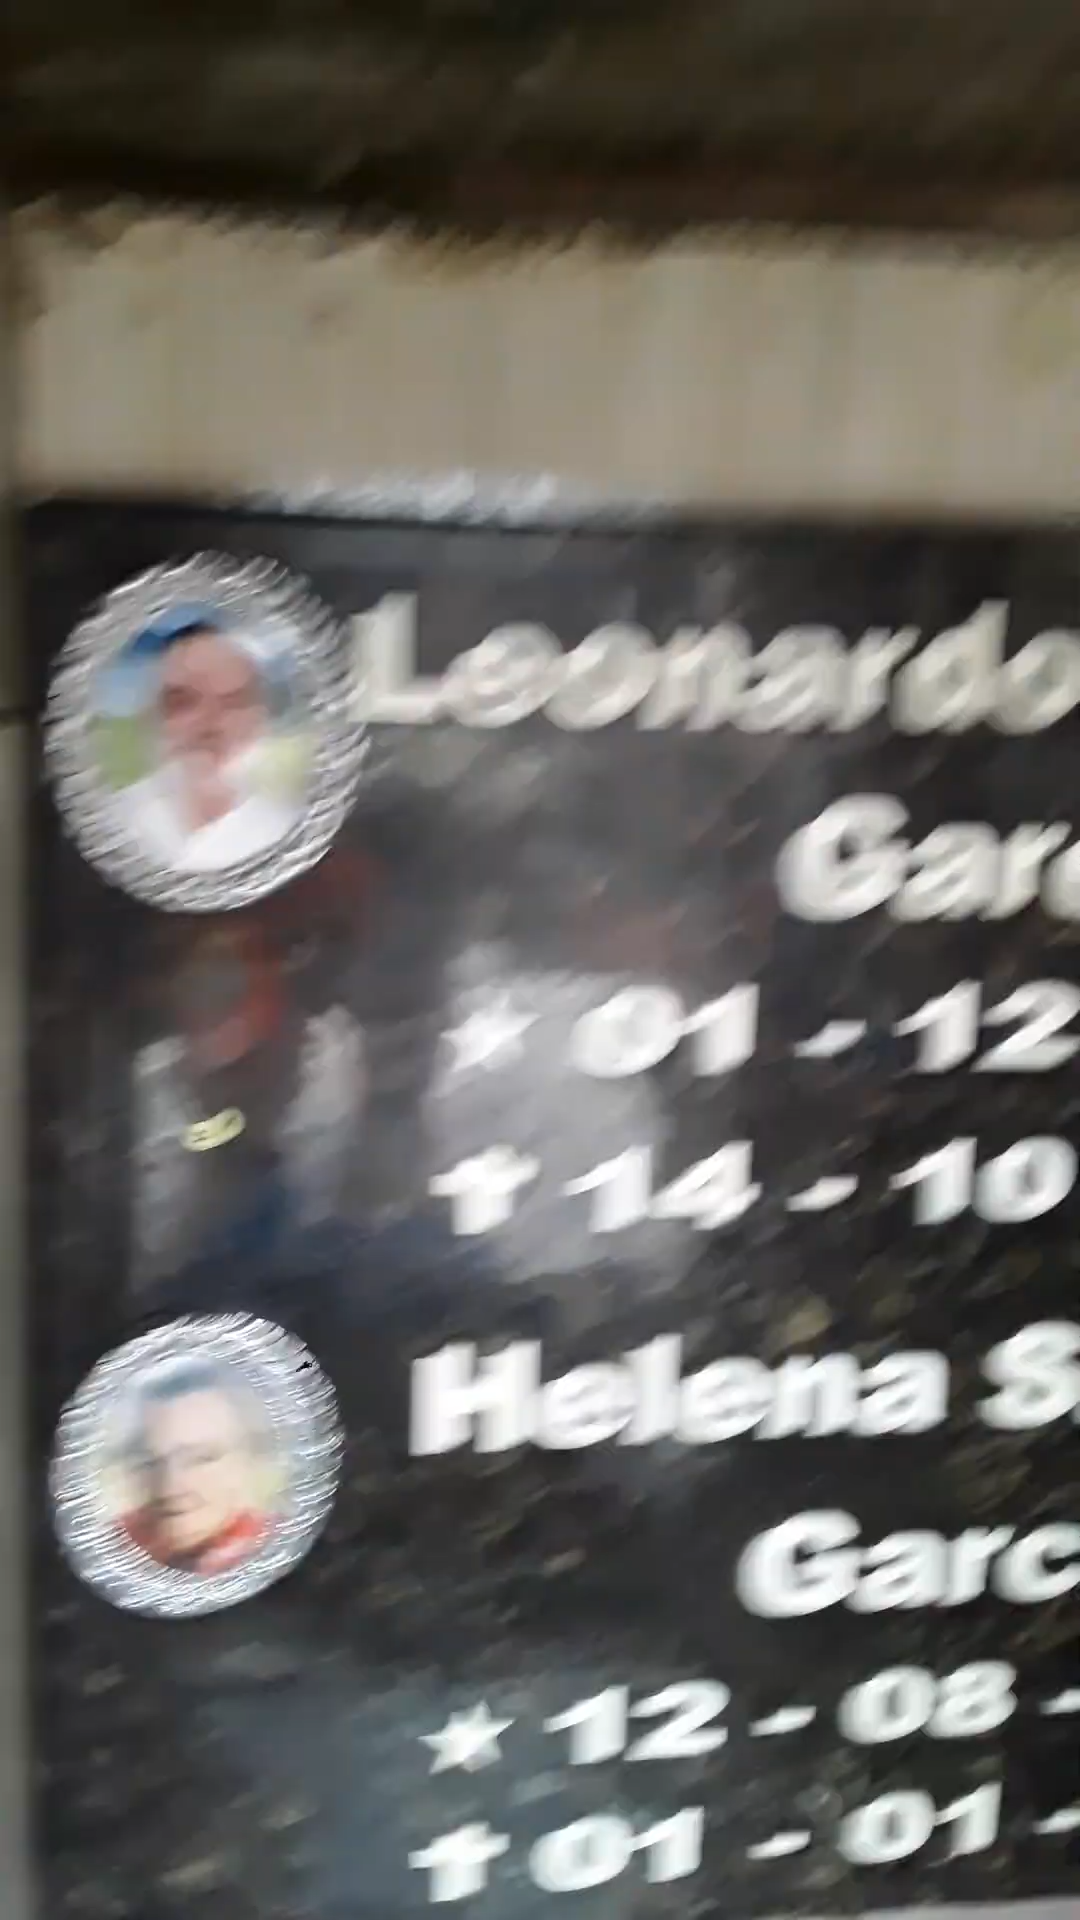 Leonardo
Garc
★ 01 - 12
✝ 14 - 10
Helena S
Garc
★ 12 - 08 -
✝ 01 - 01 -